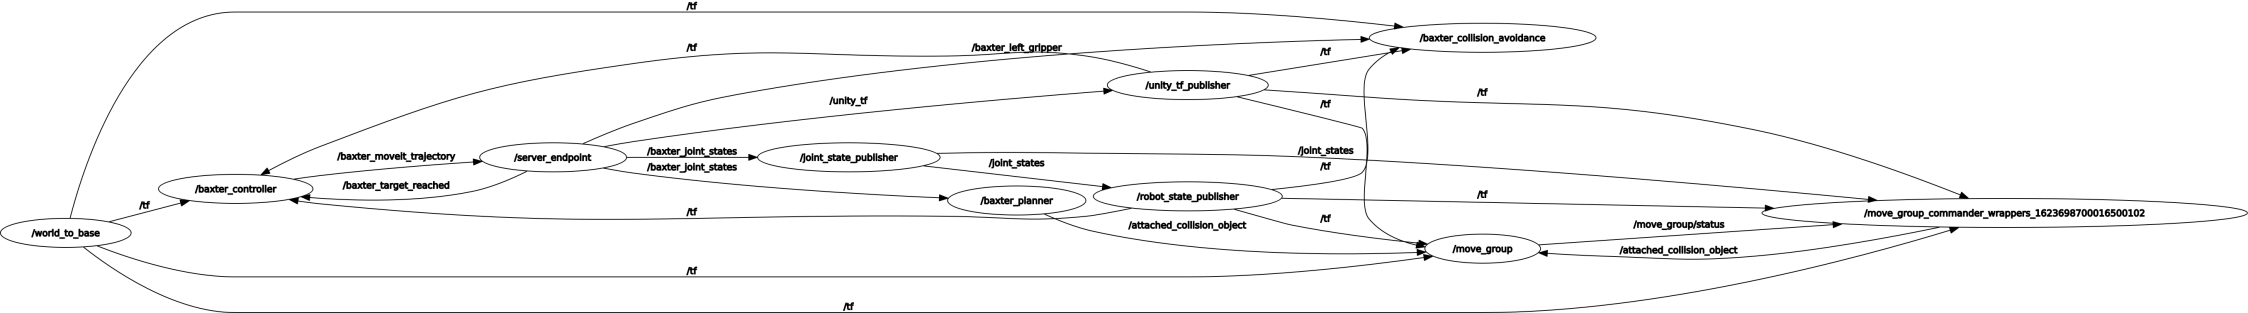 /tf
/baxter_collision_avoidance
/tf
/baxter_left_gripper
/tf
/unity_tf_publisher
/tf
/unity_tf
/tf
/baxter_moveit_trajectory
/server_endpoint
/baxter_joint_states
/joint_state_publisher
/joint_states
/joint_states
/baxter_joint_states
/tf
/baxter_controller
/baxter_target_reached
/baxter_planner
/robot_state_publisher
/tf
/tf
/tf
/move_group_commander_wrappers_1623698700016500102
/world_to_base
/attached_collision_object
/tf
/move_group/status
/move_group
/attached_collision_object
/tf
/tf